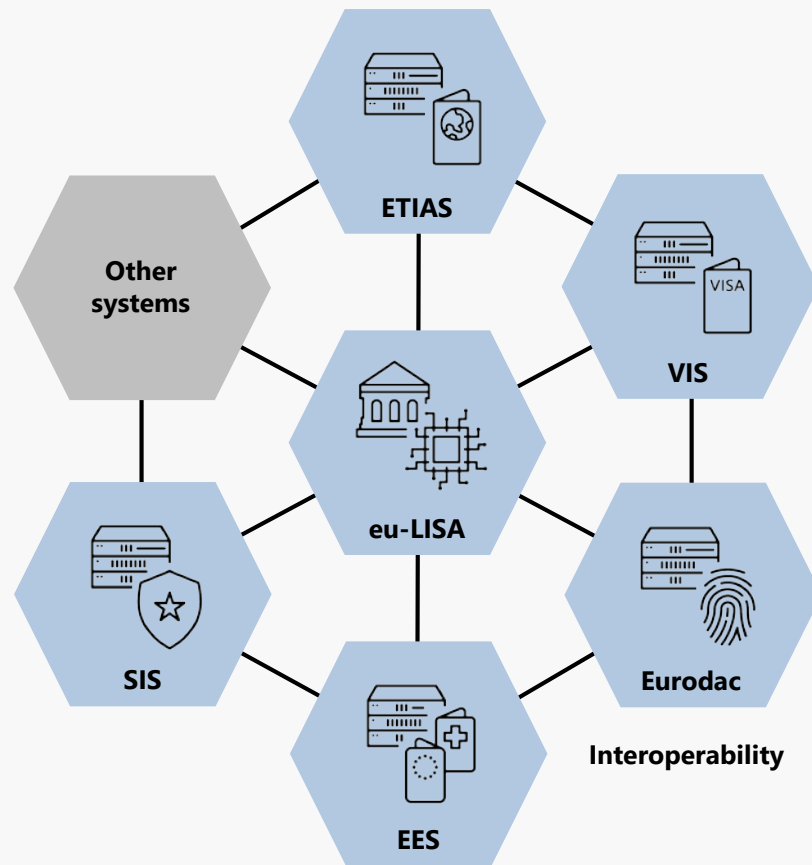 ETIAS
Other
systems
VISA
VIS
eu-LISA
SIS
Eurodac
Interoperability
EES